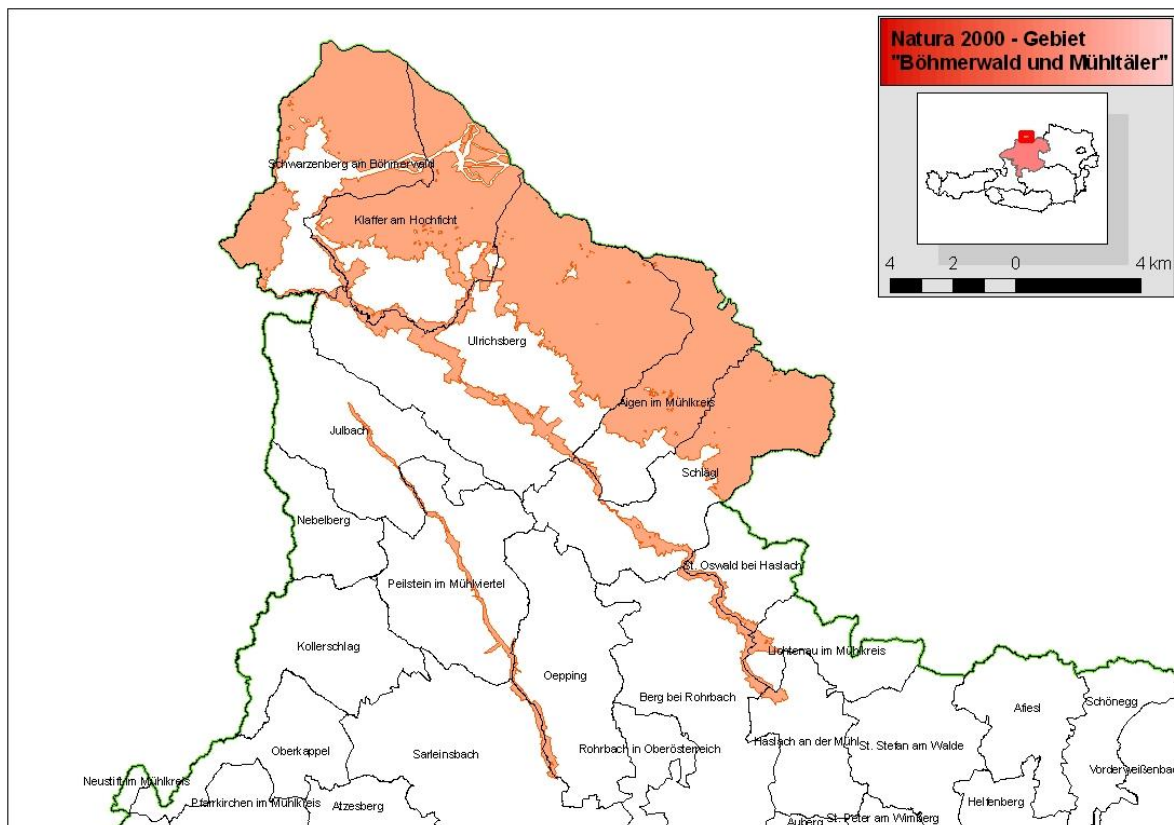 Natura 2000 - Gebiet
"Böhmerwald und Mühltäler"
4 2 0 4 km
Schwarzenberg am Böhmerwald
Klaffer am Hochficht
Ulrichsberg
Aigen im Mühlkreis
Julbach
Schlägl
Nebelberg
St. Oswald bei Haslach
Peilstein im Mühlviertel
Kollerschlag
Lichtenau im Mühlkreis
Oepping
Berg bei Rohrbach
Afiesl
Schönegg
Oberkappel
Sarleinsbach
Rohrbach in Oberösterreich
Haslach an der Mühl
St. Stefan am Walde
Vorderweißenbac
Neustift im Mühlkreis
Pfarrkirchen im Mühlkreis
Atzesberg
Helfenberg
Auberg
St. Peter am Wimberg